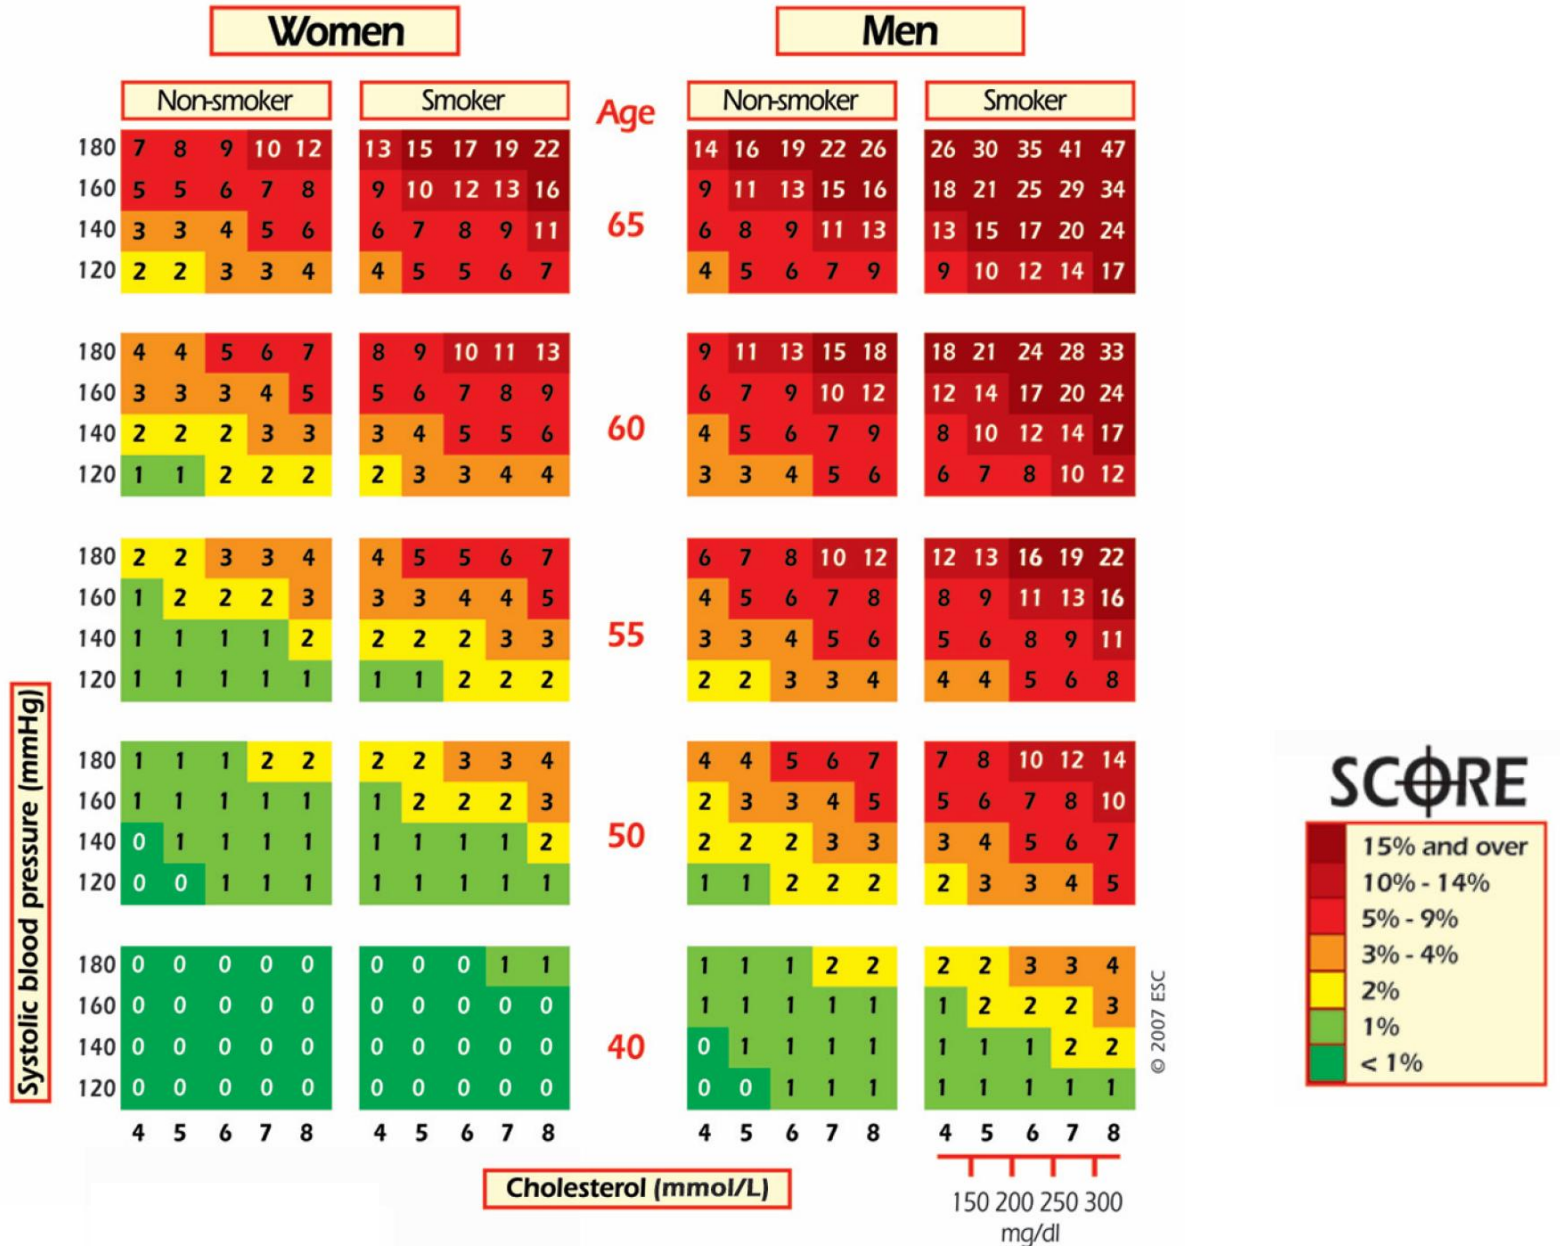 Women Men
Non-smoker Smoker Age Non-smoker Smoker
180 7 8 9 10 12 13 15 17 19 22 14 16 19 22 26 26 30 35 41 47
160 5 5 6 7 8 9 10 12 13 16 9 11 13 15 16 18 21 25 29 34
65
140 3 3 4 5 6 6 7 8 9 11 6 8 9 11 13 13 15 17 20 24
120 2 2 3 3 4 4 5 5 6 7 4 5 6 7 9 9 10 12 14 17
180 4 4 5 6 7 8 9 10 11 13 9 11 13 15 18 18 21 24 28 33
160 3 3 3 4 5 5 6 7 8 9 6 7 9 10 12 12 14 17 20 24
60
140 2 2 2 3 3 3 4 5 5 6 4 5 6 7 9 8 10 12 14 17
120 1 1 2 2 2 2 3 3 4 4 3 3 4 5 6 6 7 8 10 12
180 2 2 3 3 4 4 5 5 6 7 6 7 8 10 12 12 13 16 19 22
160 1 2 2 2 3 3 3 4 4 5 4 5 6 7 8 8 9 11 13 16
55
140 1 1 1 1 2 2 2 2 3 3 3 3 4 5 6 5 6 8 9 11
120 1 1 1 1 1 1 1 2 2 2 2 2 3 3 4 4 4 5 6 8
180 1 1 1 2 2 2 2 3 3 4 4 4 5 6 7 7 8 10 12 14
160 1 1 1 1 1 1 2 2 2 3 2 3 3 4 5 5 6 7 8 10
50
140 0 1 1 1 1 1 1 1 1 2 2 2 2 3 3 3 4 5 6 7
120 0 0 1 1 1 1 1 1 1 1 1 1 2 2 2 2 3 3 4 5
180 0 0 0 0 0 0 0 0 1 1 1 1 1 2 2 2 2 3 3 4
160 0 0 0 0 0 0 0 0 0 0 1 1 1 1 1 1 2 2 2 3
40
140 0 0 0 0 0 0 0 0 0 0 0 1 1 1 1 1 1 1 2 2
120 0 0 0 0 0 0 0 0 0 0 0 0 1 1 1 1 1 1 1 1
4 5 6 7 8 4 5 6 7 8 4 5 6 7 8 4 5 6 7 8
Systolic blood pressure (mmHg)
Cholesterol (mmol/L)
150 200 250 300
mg/dl
© 2007 ESC
SCORE
15% and over
10% - 14%
5% - 9%
3% - 4%
2%
1%
< 1%